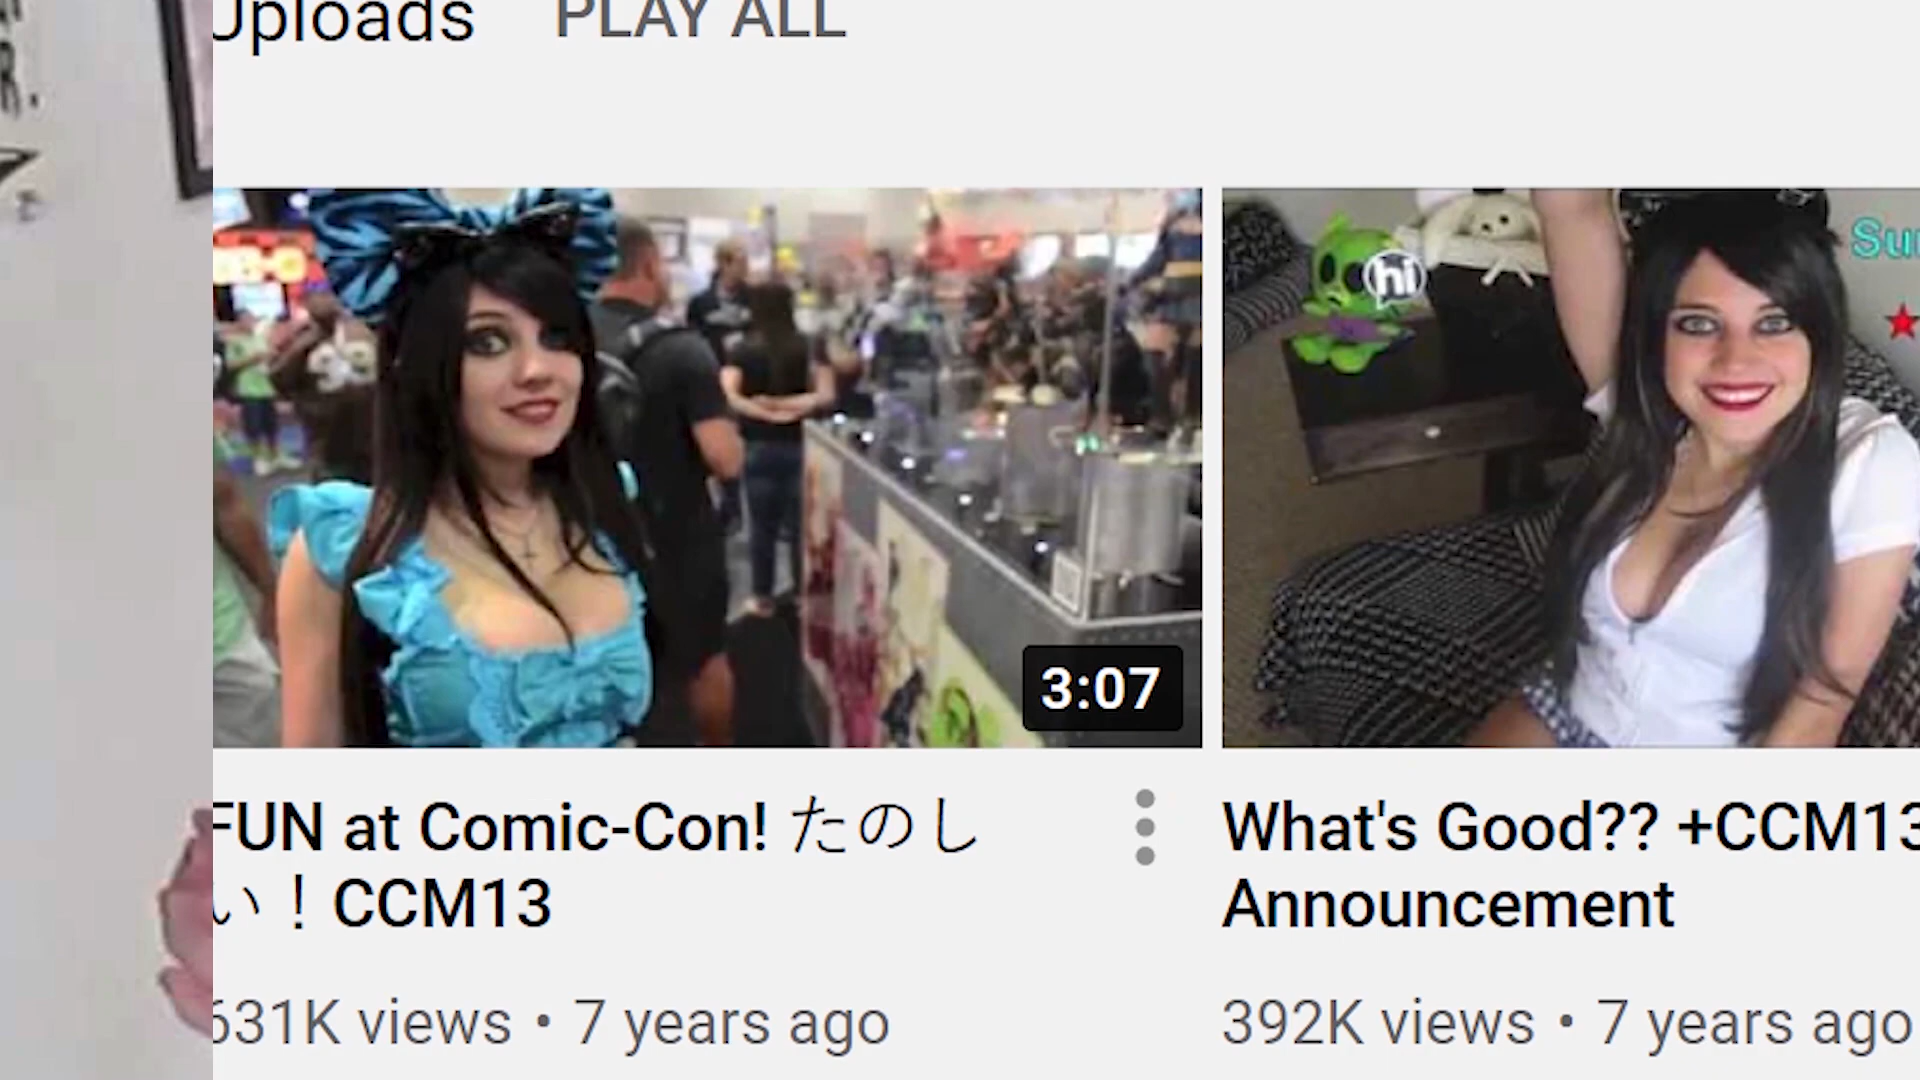 Uploads PLAY ALL
hi
3:07
FUN at Comic-Con! たのし
い！CCM13
What's Good?? +CCM13
Announcement
631K views • 7 years ago
392K views • 7 years ago